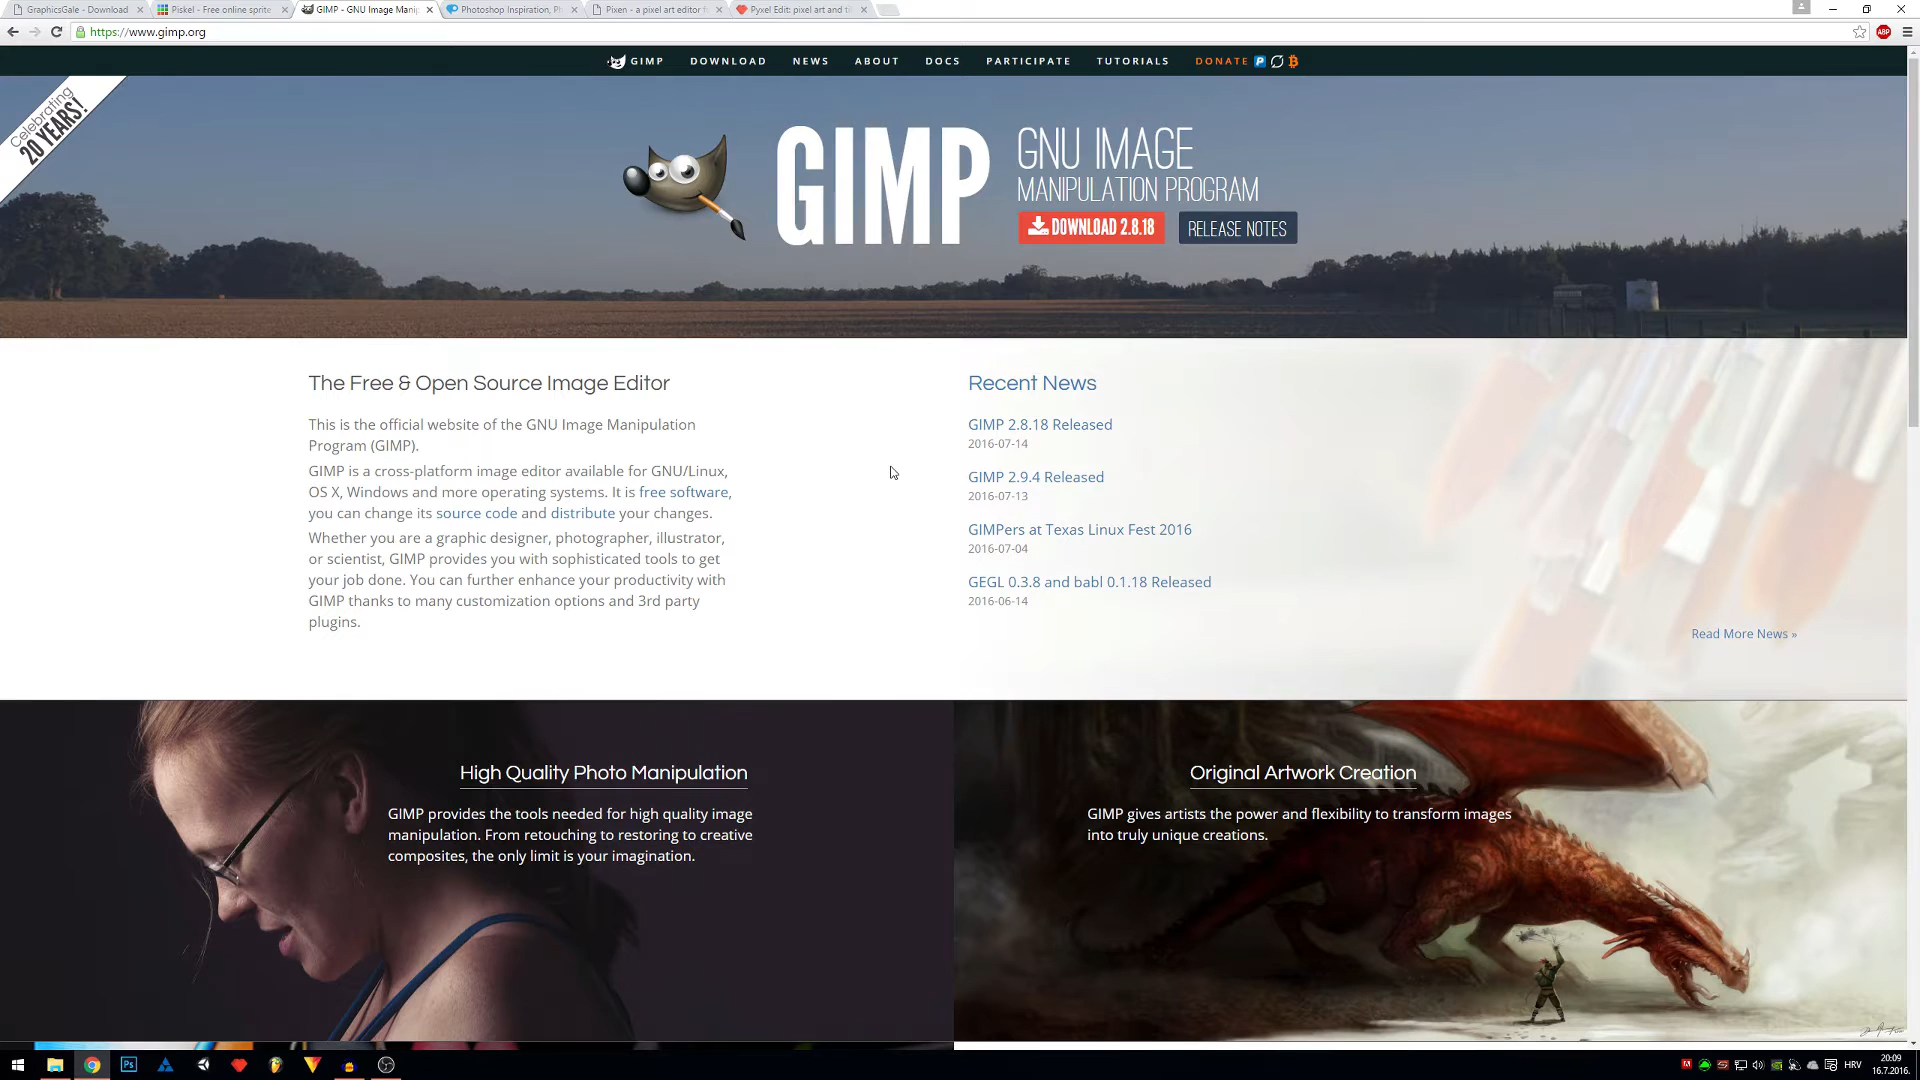 GraphicsGale - Download
Piskel - Free online sprite
GIMP - GNU Image Manip
Photoshop Inspiration, Ph
Pixen - a pixel art editor f
Pyxel Edit: pixel art and ti
https://www.gimp.org
ABP
GIMP DOWNLOAD NEWS ABOUT DOCS PARTICIPATE TUTORIALS DONATE
Celebrating
20 YEARS!
GIMP
GNU IMAGE
MANIPULATION PROGRAM
DOWNLOAD 2.8.18
RELEASE NOTES
The Free & Open Source Image Editor
This is the official website of the GNU Image Manipulation
Program (GIMP).
GIMP is a cross-platform image editor available for GNU/Linux,
OS X, Windows and more operating systems. It is free software,
you can change its source code and distribute your changes.
Whether you are a graphic designer, photographer, illustrator,
or scientist, GIMP provides you with sophisticated tools to get
your job done. You can further enhance your productivity with
GIMP thanks to many customization options and 3rd party
plugins.
Recent News
GIMP 2.8.18 Released
2016-07-14
GIMP 2.9.4 Released
2016-07-13
GIMPers at Texas Linux Fest 2016
2016-07-04
GEGL 0.3.8 and babl 0.1.18 Released
2016-06-14
Read More News »
High Quality Photo Manipulation
GIMP provides the tools needed for high quality image
manipulation. From retouching to restoring to creative
composites, the only limit is your imagination.
Original Artwork Creation
GIMP gives artists the power and flexibility to transform images
into truly unique creations.
Ps
HRV
20:09
16.7.2016.